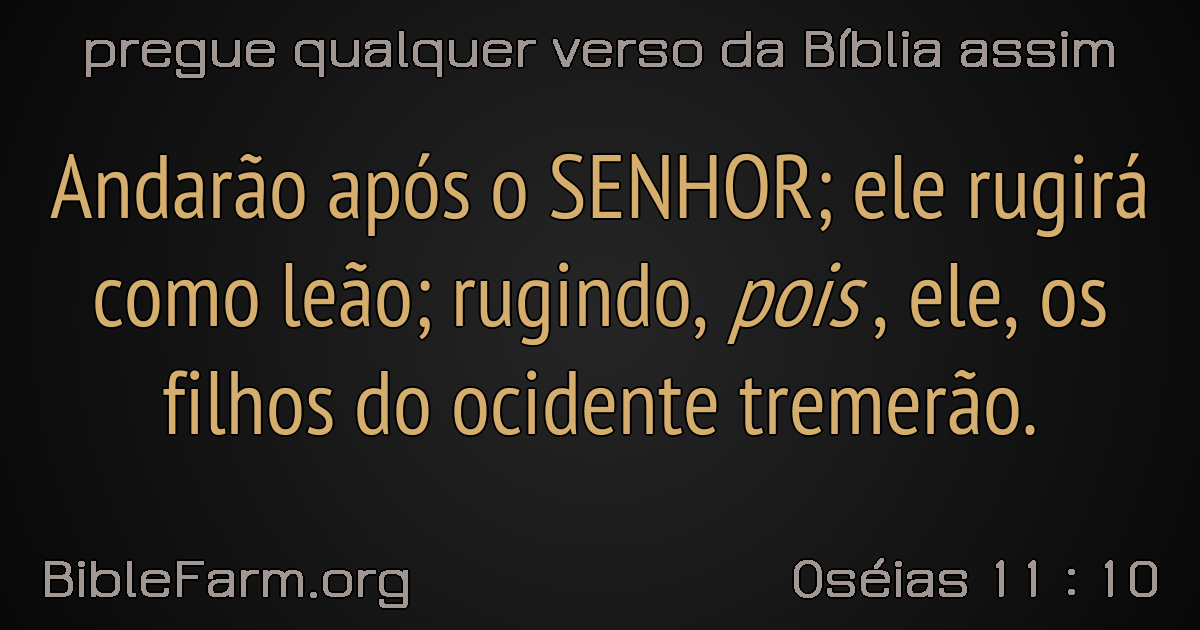 pregue qualquer verso da Bíblia assim
Andarão após o SENHOR; ele rugirá
como leão; rugindo, pois, ele, os
filhos do ocidente tremerão.
BibleFarm.org
Oséias 11 : 10